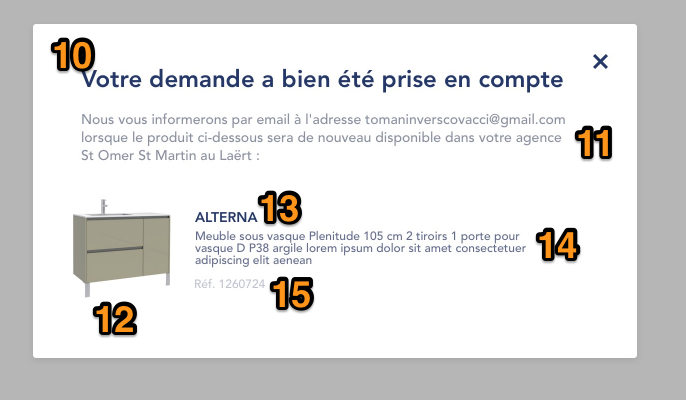 10
Votre demande a bien été prise en compte
×
Nous vous informerons par email à l'adresse tomaninverscovacci@gmail.com
lorsque le produit ci-dessous sera de nouveau disponible dans votre agence
St Omer St Martin au Laërt :
11
ALTERNA
13
Meuble sous vasque Plenitude 105 cm 2 tiroirs 1 porte pour
vasque D P38 argile lorem ipsum dolor sit amet consectetuer
adipiscing elit aenean
14
Réf. 1260724
15
12